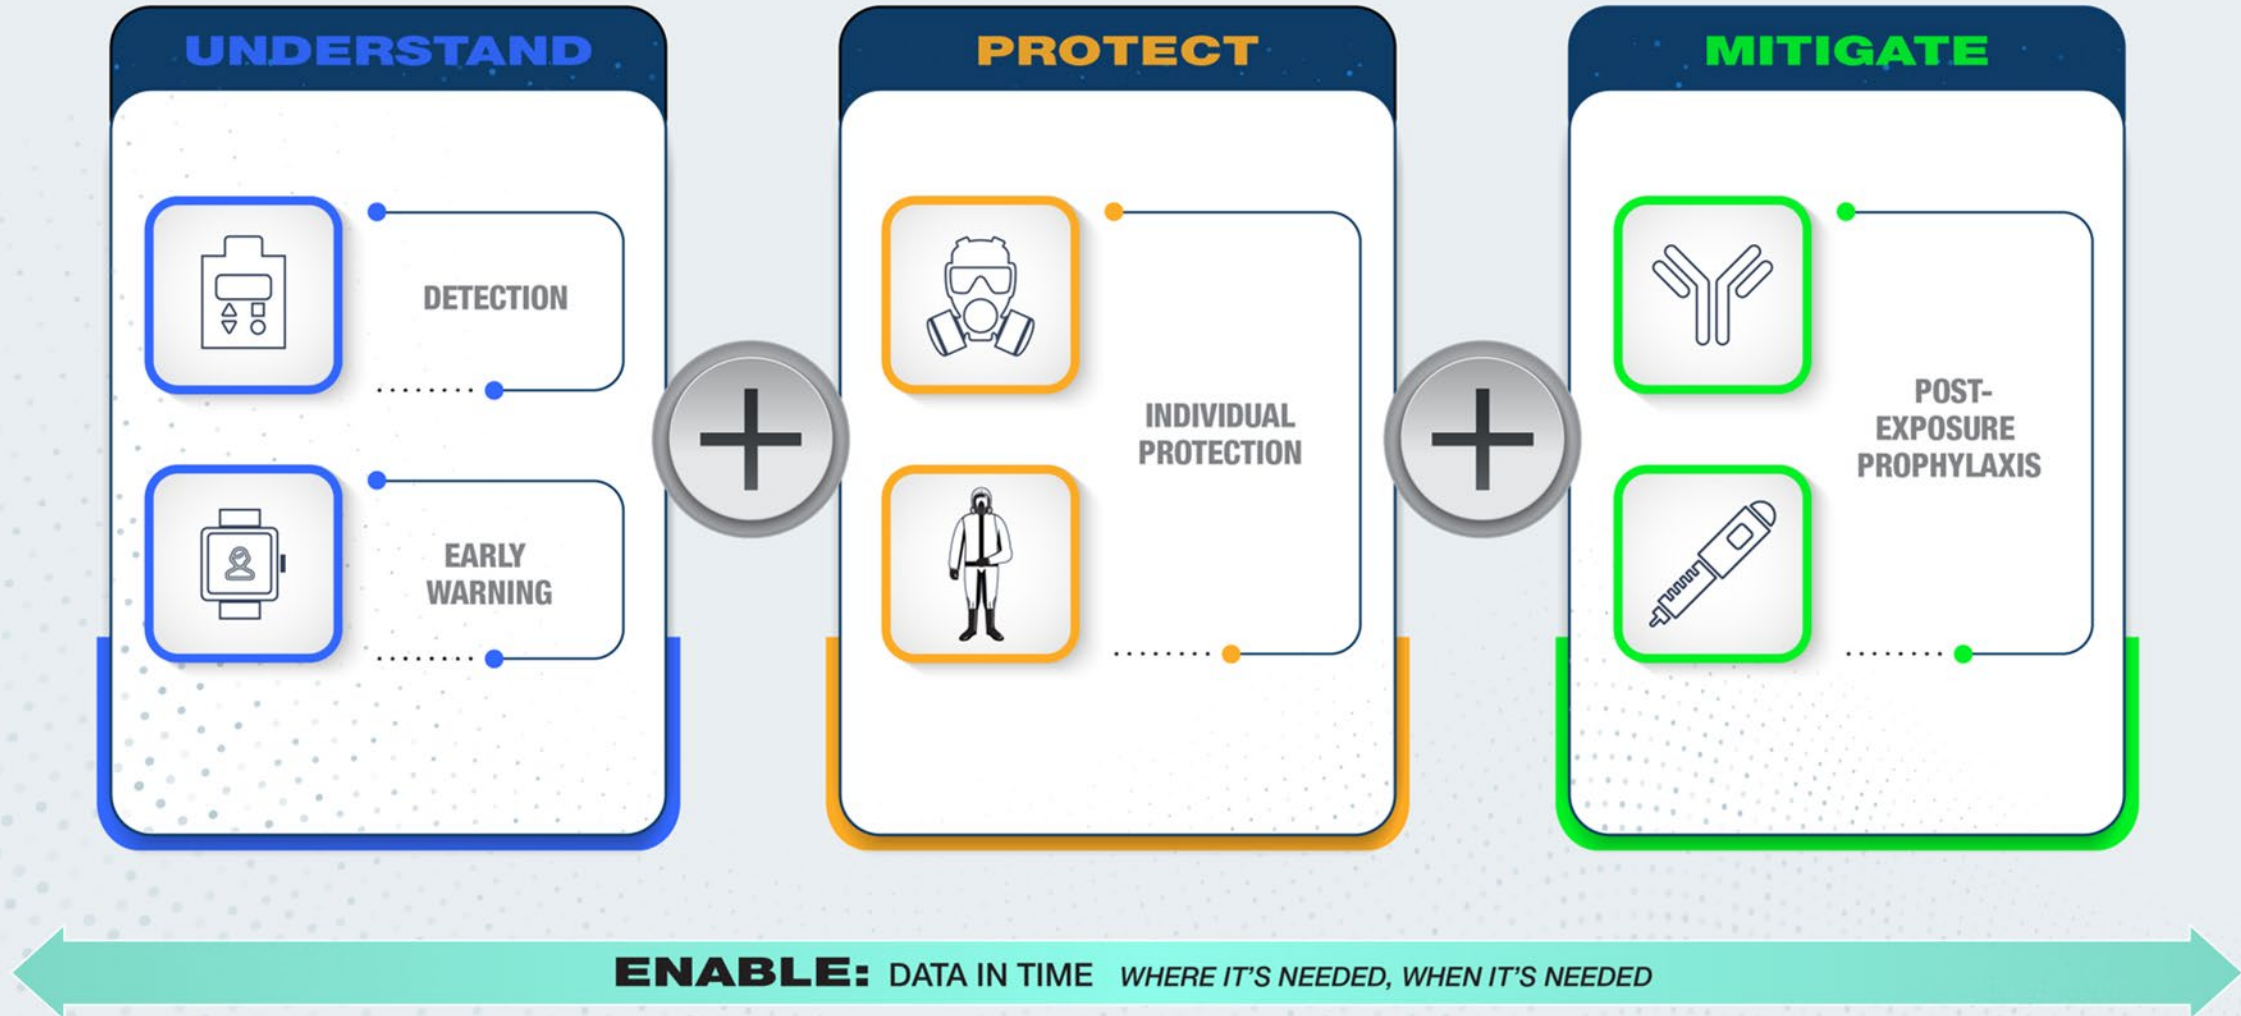 UNDERSTAND
DETECTION
EARLY
WARNING
PROTECT
INDIVIDUAL
PROTECTION
MITIGATE
POST-
EXPOSURE
PROPHYLAXIS
ENABLE: DATA IN TIME WHERE IT'S NEEDED, WHEN IT'S NEEDED